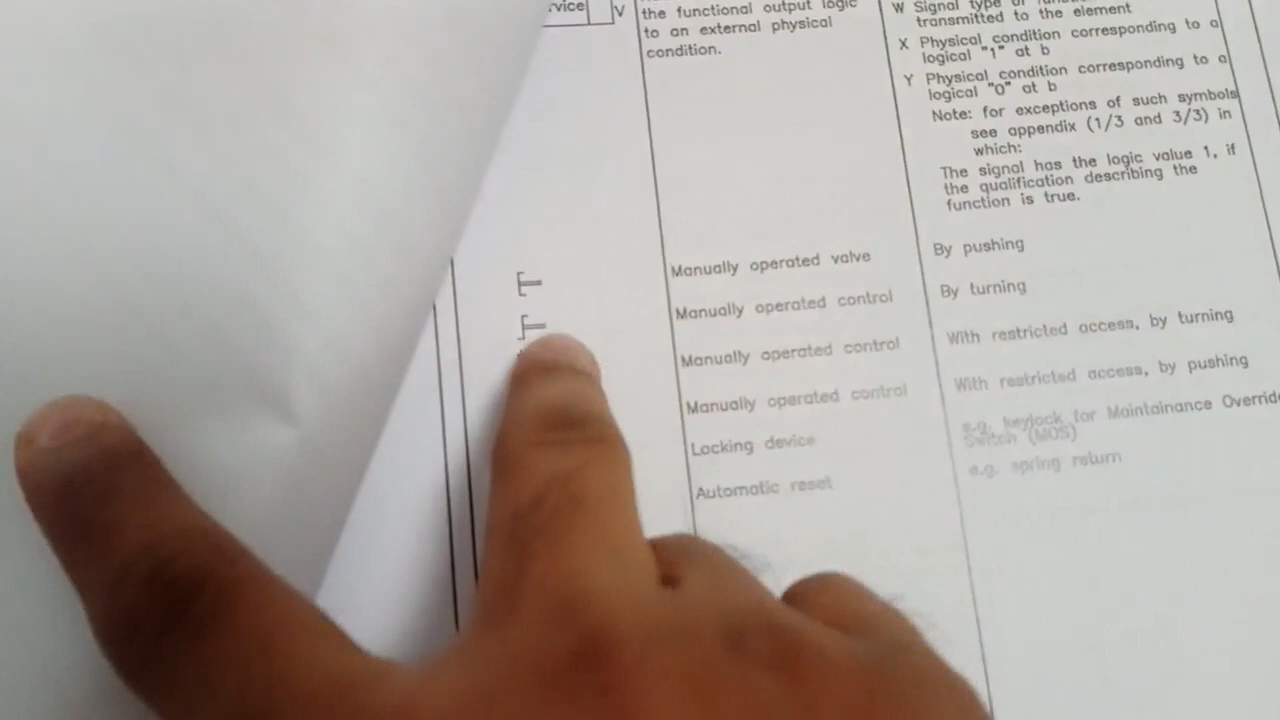 V
the functional output logic
to an external physical
condition.
W Signal type or
transmitted to the element
X Physical condition corresponding to a
logical "1" at b
Y Physical condition corresponding to a
logical "0" at b
Note: for exceptions of such symbols
see appendix (1/3 and 3/3) in
which:
The signal has the logic value 1, if
the qualification describing the
function is true.
Manually operated valve By pushing
Manually operated control By turning
Manually operated control With restricted access, by turning
Manually operated control With restricted access, by pushing
Locking device e.g. keylock for Maintainance Override
Switch (MOS)
Automatic reset e.g. spring return